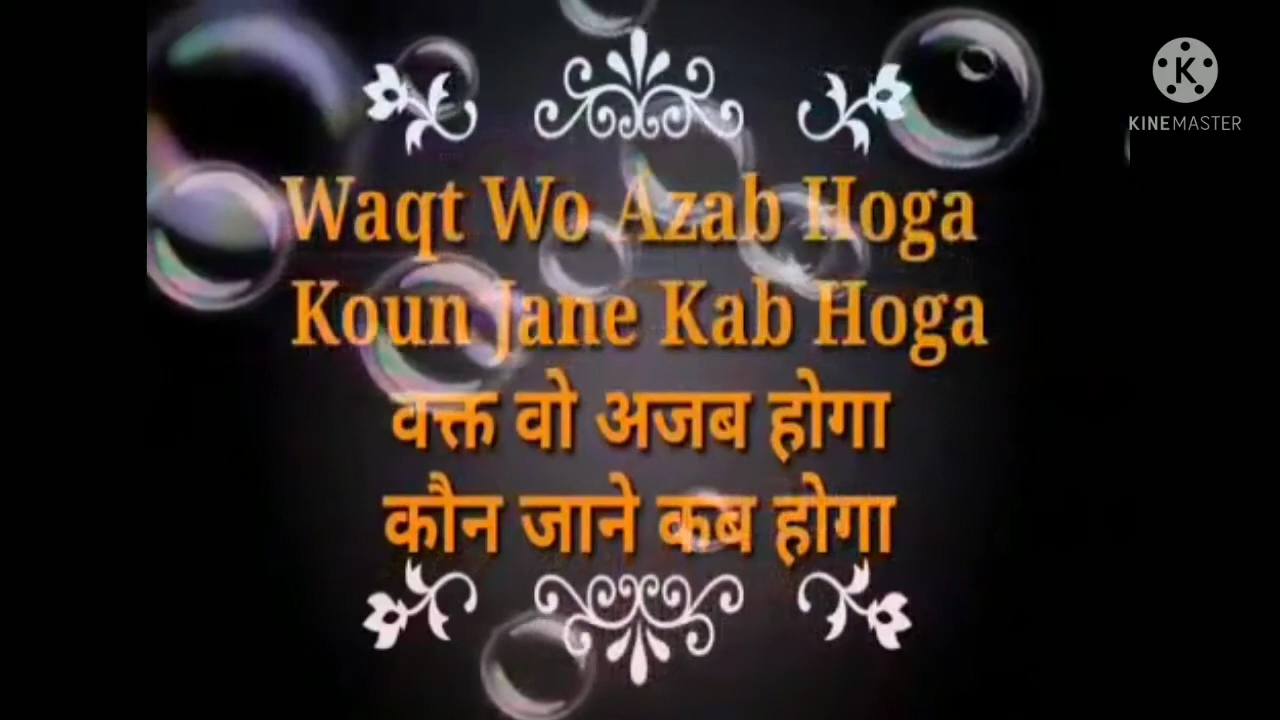 KINEMASTER
Waqt Wo Azab Hoga
Koun Jane Kab Hoga
वक्त वो अजब होगा
कौन जाने कब होगा